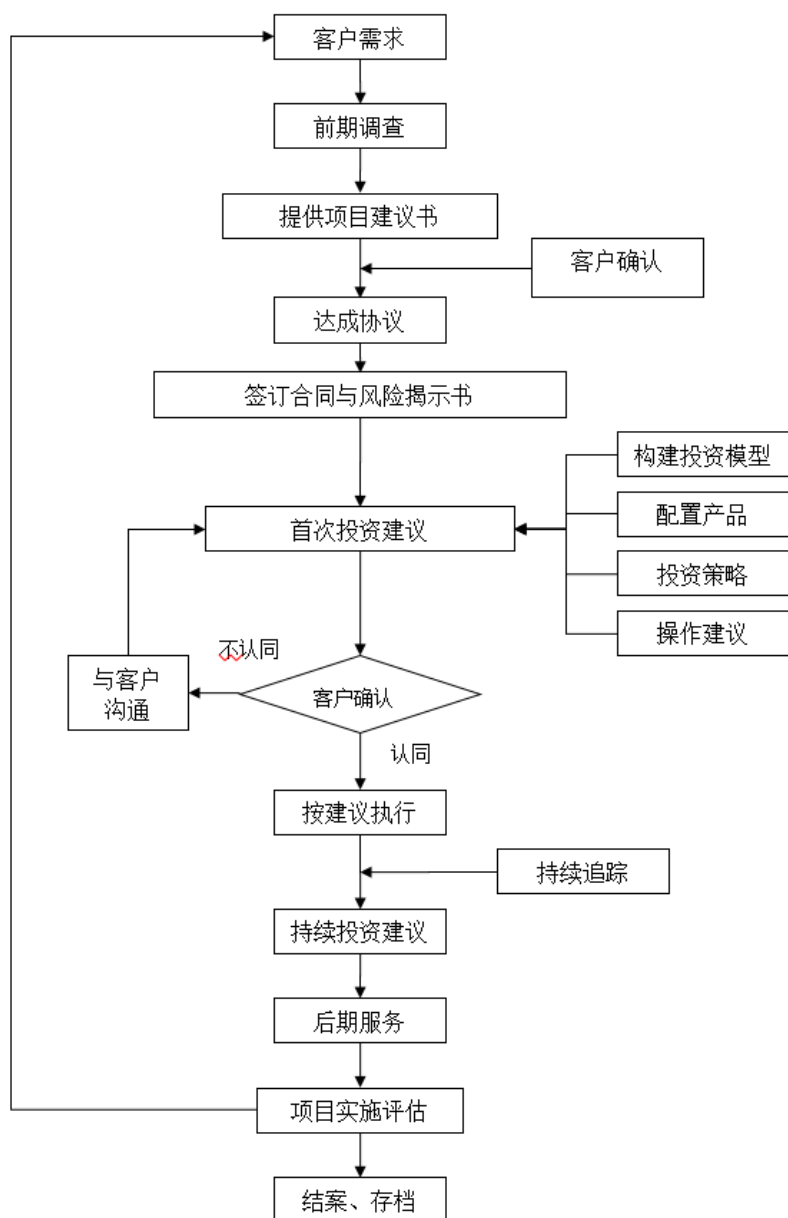 客户需求
前期调查
提供项目建议书
客户确认
达成协议
签订合同与风险揭示书
构建投资模型
配置产品
首次投资建议
投资策略
操作建议
不认同
与客户
沟通
客户确认
认同
按建议执行
持续追踪
持续投资建议
后期服务
项目实施评估
结案、存档